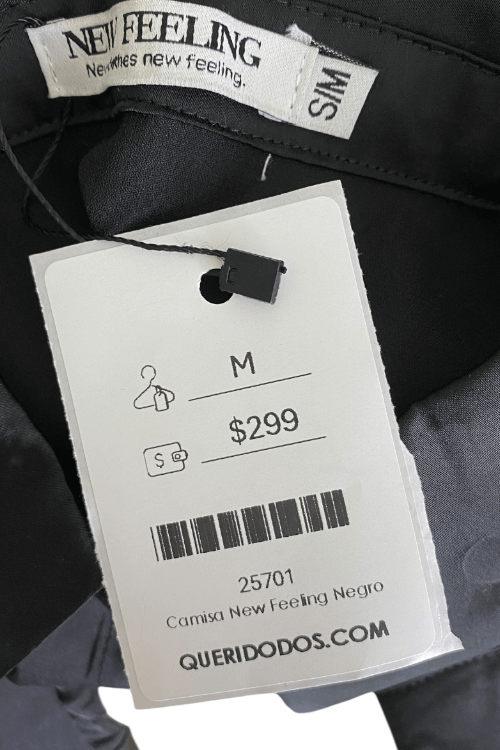 NEW FEELING
New clothes new feeling.
S/M
M
$299
$
25701
Camisa New Feeling Negro
QUERIDODOS.COM